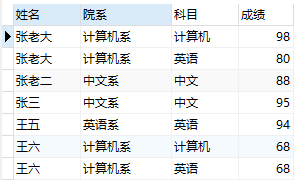 姓名 院系 科目 成绩
张老大 计算机系 计算机 98
张老大 计算机系 英语 80
张老二 中文系 中文 88
张三 中文系 中文 95
王五 英语系 英语 94
王六 计算机系 计算机 68
王六 计算机系 英语 68